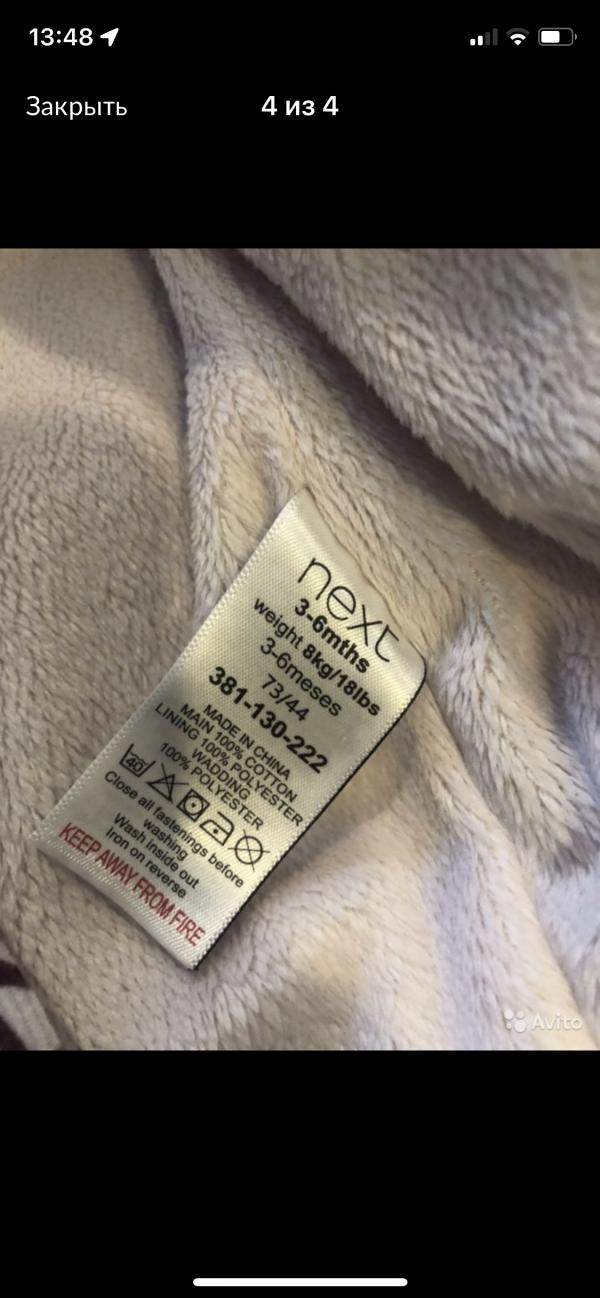 13:48
Закрыть
4 из 4
next
3-6mths
weight 8kg/18lbs
3-6meses
73/44
381-130-222
MADE IN CHINA
MAIN 100% COTTON
LINING 100% POLYESTER
WADDING
100% POLYESTER
40
Close all fastenings before
washing
Wash inside out
Iron on reverse
KEEP AWAY FROM FIRE
Avito